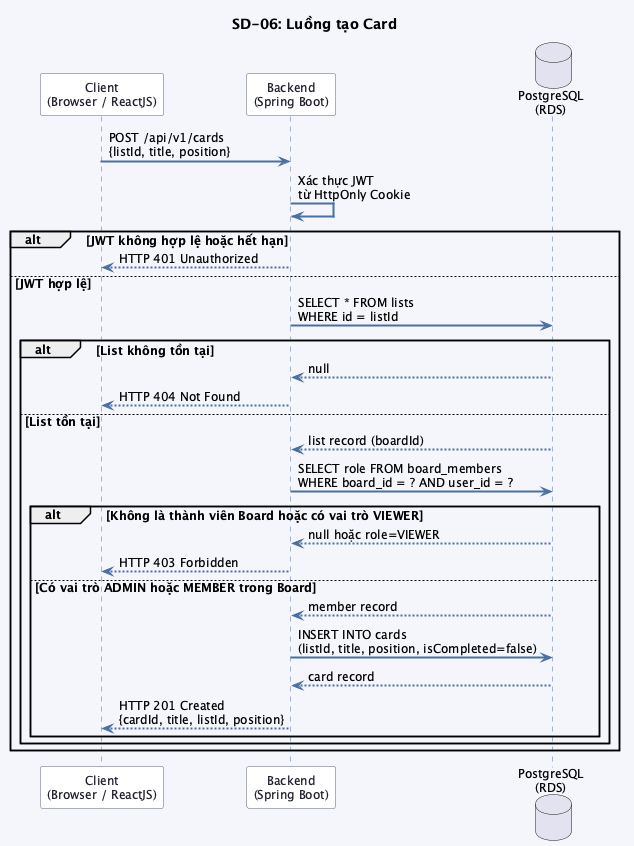 SD-06: Luồng tạo Card
Client
(Browser / ReactJS)
Backend
(Spring Boot)
PostgreSQL
(RDS)
POST /api/v1/cards
{listId, title, position}
Xác thực JWT
từ HttpOnly Cookie
alt
[JWT không hợp lệ hoặc hết hạn]
HTTP 401 Unauthorized
[JWT hợp lệ]
SELECT * FROM lists
WHERE id = listId
alt
[List không tồn tại]
null
HTTP 404 Not Found
[List tồn tại]
list record (boardId)
SELECT role FROM board_members
WHERE board_id = ? AND user_id = ?
alt
[Không là thành viên Board hoặc có vai trò VIEWER]
null hoặc role=VIEWER
HTTP 403 Forbidden
[Có vai trò ADMIN hoặc MEMBER trong Board]
member record
INSERT INTO cards
(listId, title, position, isCompleted=false)
card record
HTTP 201 Created
{cardId, title, listId, position}
Client
(Browser / ReactJS)
Backend
(Spring Boot)
PostgreSQL
(RDS)